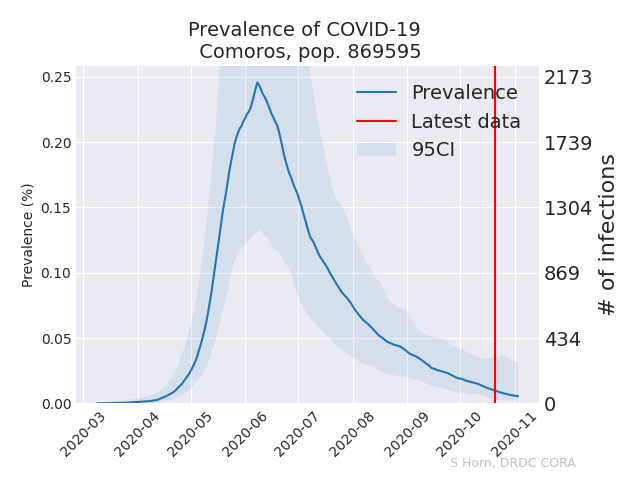 Prevalence of COVID-19
Comoros, pop. 869595
Prevalence (%)
0.25
0.20
0.15
0.10
0.05
0.00
Prevalence
Latest data
95CI
2173
1739
1304
869
434
0
# of infections
2020-03
2020-04
2020-05
2020-06
2020-07
2020-08
2020-09
2020-10
2020-11
S Horn, DRDC CORA